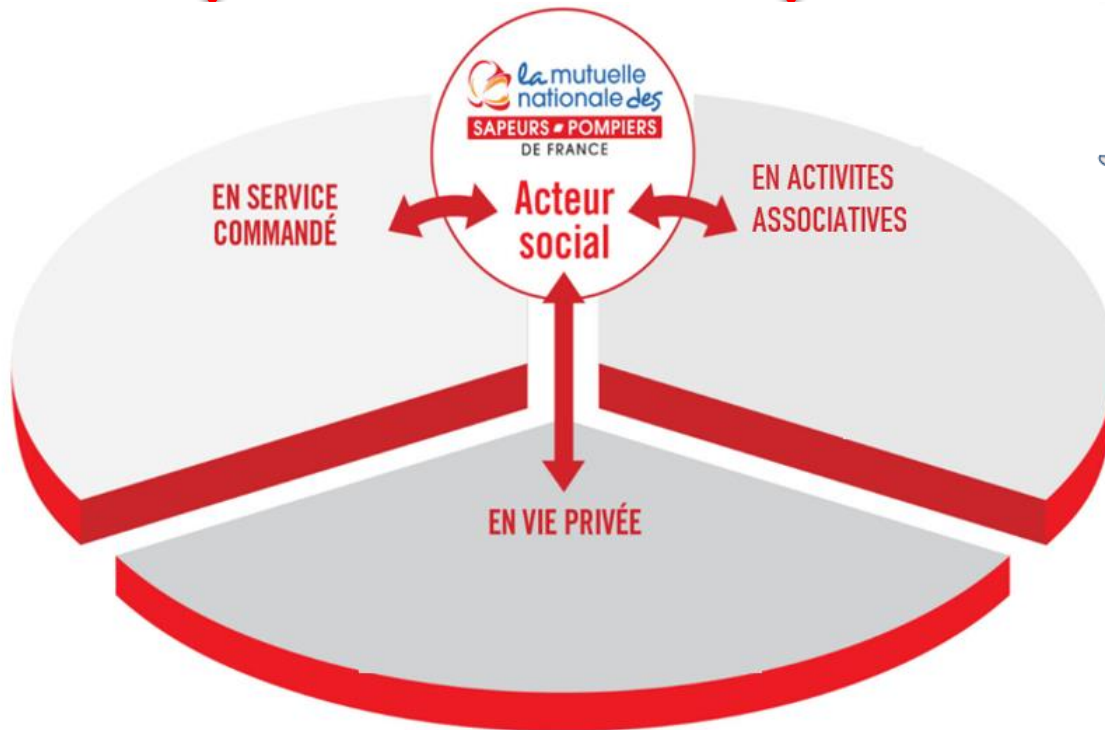 la mutuelle
nationale des
SAPEURS-POMPIERS
DE FRANCE
Acteur
social
EN SERVICE
COMMANDÉ
EN ACTIVITES
ASSOCIATIVES
EN VIE PRIVÉE